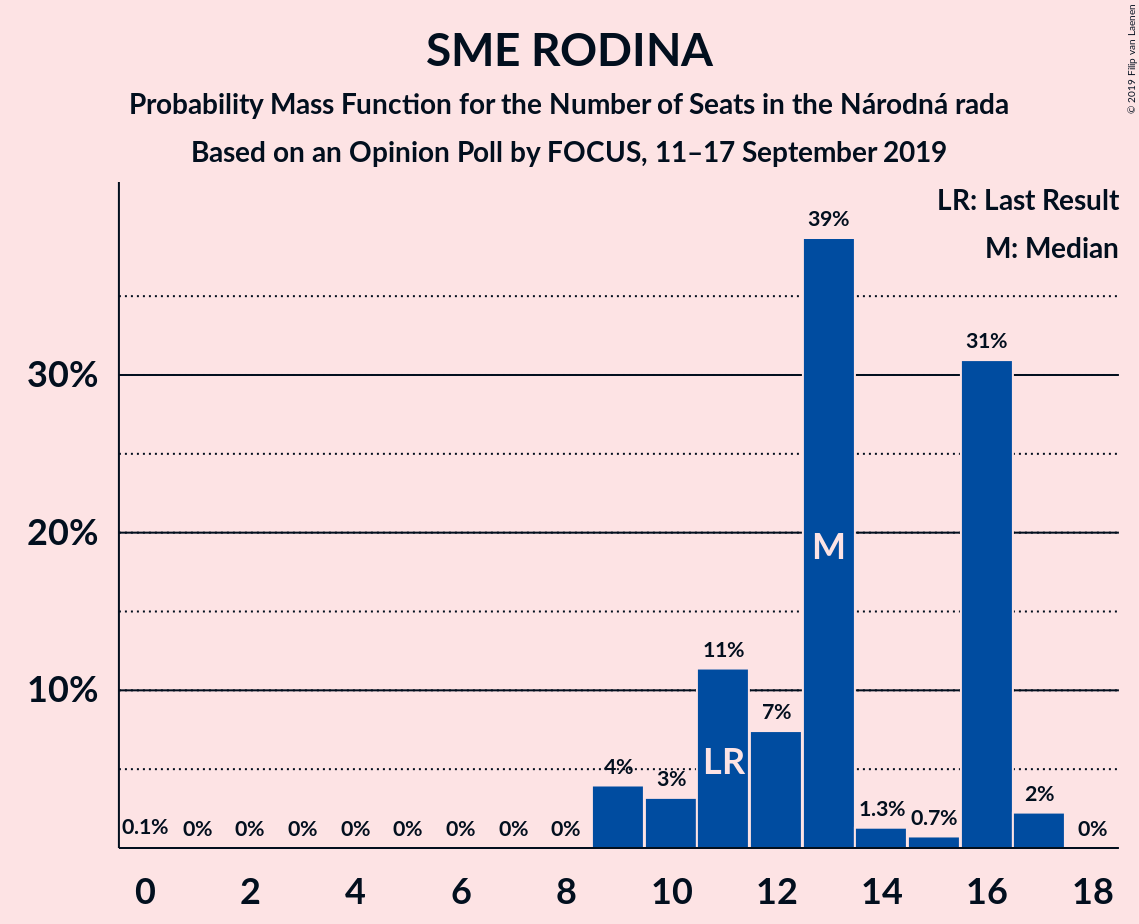 © 2019 Filip van Laenen
SME RODINA
Probability Mass Function for the Number of Seats in the Národná rada
Based on an Opinion Poll by FOCUS, 11–17 September 2019
LR: Last Result
M: Median
30%
20%
10%
0.1% 0% 0% 0% 0% 0% 0% 0% 0% 4% 3% 11% 7% 39% 1.3% 0.7% 31% 2% 0%
LR M
0 2 4 6 8 10 12 14 16 18